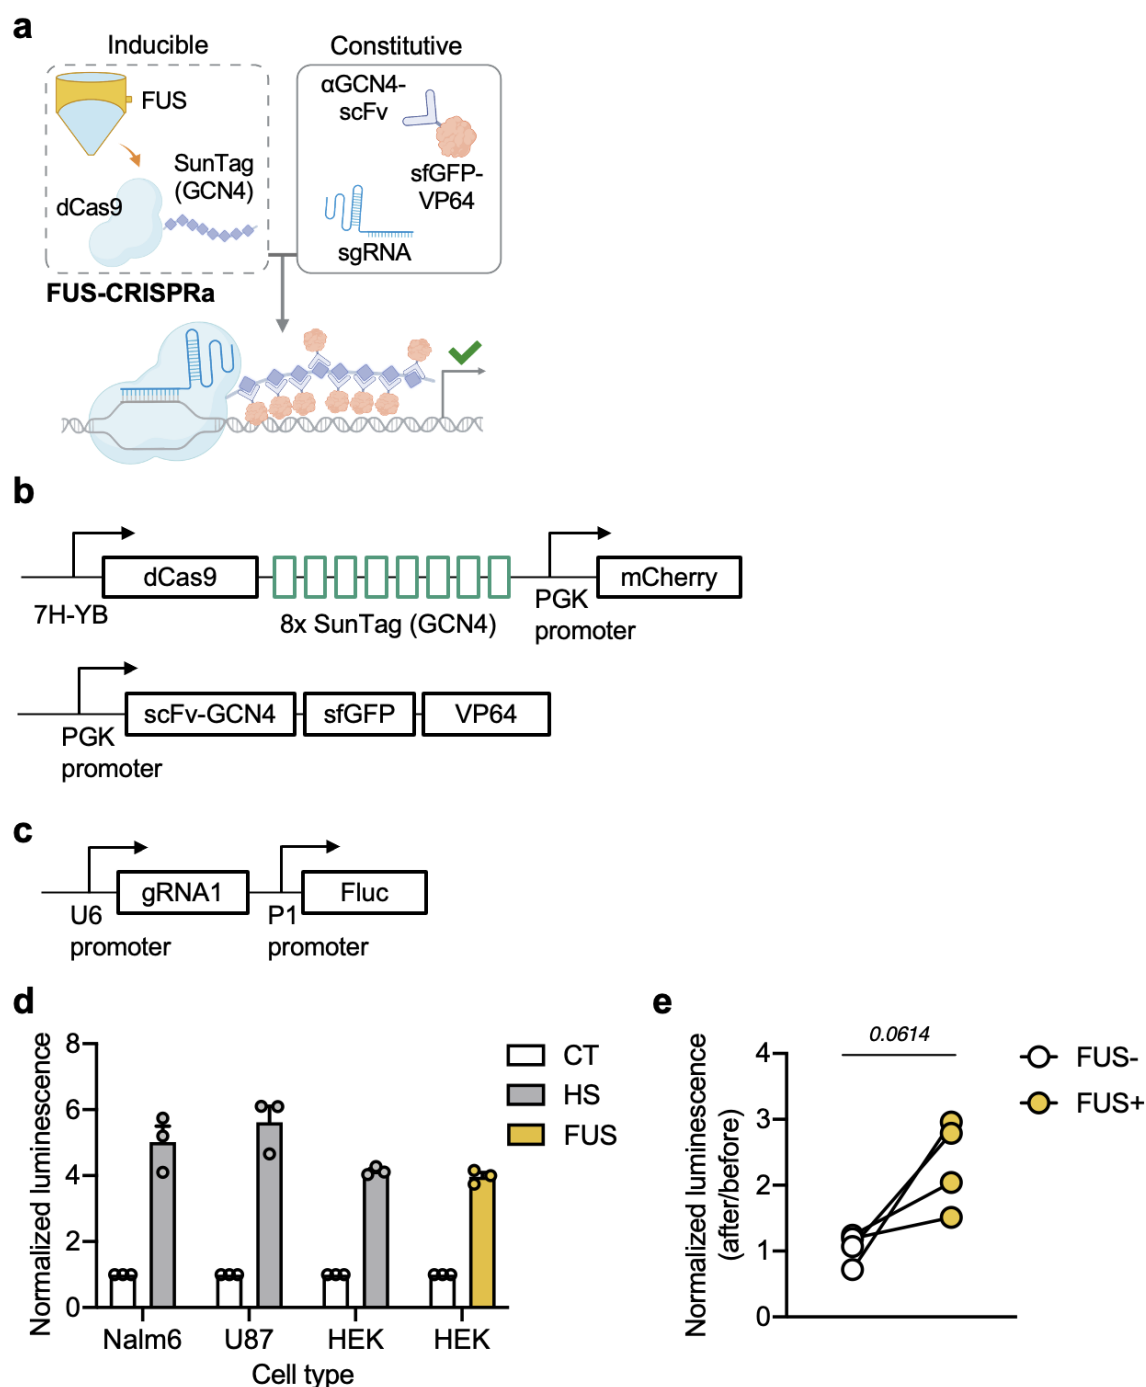 a
Inducible
Constitutive
FUS
SunTag
(GCN4)
dCas9
αGCN4-
scFv
sfGFP-
VP64
sgRNA
FUS-CRISPRa
b
dCas9
mCherry
7H-YB
8x SunTag (GCN4)
PGK
promoter
scFv-GCN4
sfGFP
VP64
PGK
promoter
c
gRNA1
Fluc
U6
promoter
P1
promoter
d
Normalized luminescence
8
6
4
2
0
Nalm6
U87
HEK
HEK
Cell type
CT
HS
FUS
e
Normalized luminescence
(after/before)
4
3
2
1
0
0.0614
FUS-
FUS+